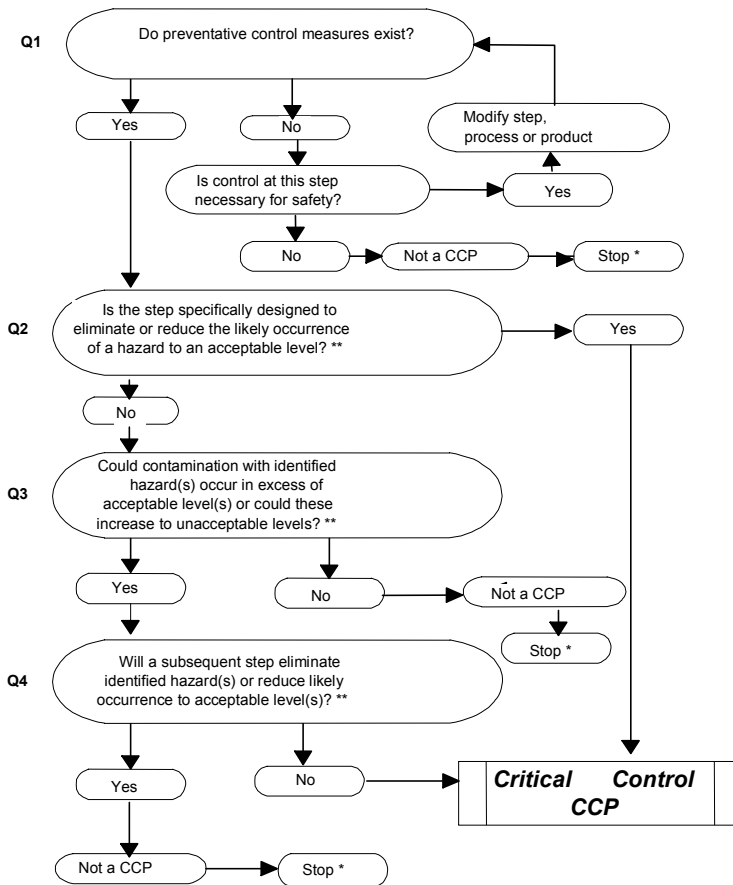 Q1
Do preventative control measures exist?
Yes
No
Modify step,
process or product
Is control at this step
necessary for safety?
Yes
No
Not a CCP
Stop *
Q2
Is the step specifically designed to
eliminate or reduce the likely occurrence
of a hazard to an acceptable level? **
Yes
No
Q3
Could contamination with identified
hazard(s) occur in excess of
acceptable level(s) or could these
increase to unacceptable levels? **
Yes
No
Not a CCP
Stop *
Q4
Will a subsequent step eliminate
identified hazard(s) or reduce likely
occurrence to acceptable level(s)? **
Yes
No
Critical Control
CCP
Not a CCP
Stop *